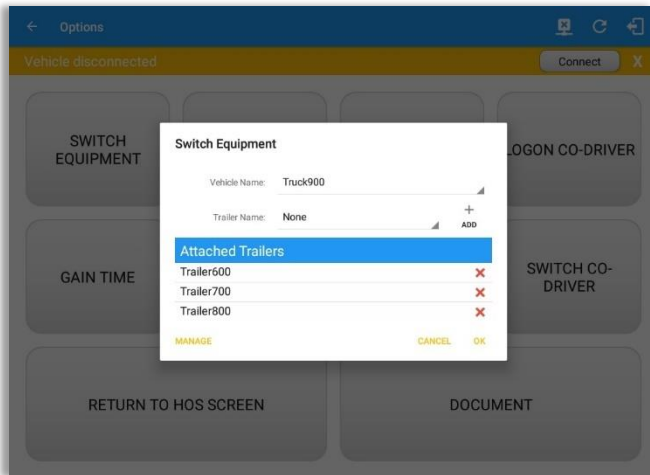 Options
Vehicle disconnected
Connect
X
SWITCH
EQUIPMENT
LOGON CO-DRIVER
Switch Equipment
Vehicle Name: Truck900
Trailer Name: None
+
ADD
Attached Trailers
Trailer600
Trailer700
Trailer800
MANAGE
CANCEL
OK
GAIN TIME
SWITCH CO-
DRIVER
RETURN TO HOS SCREEN
DOCUMENT